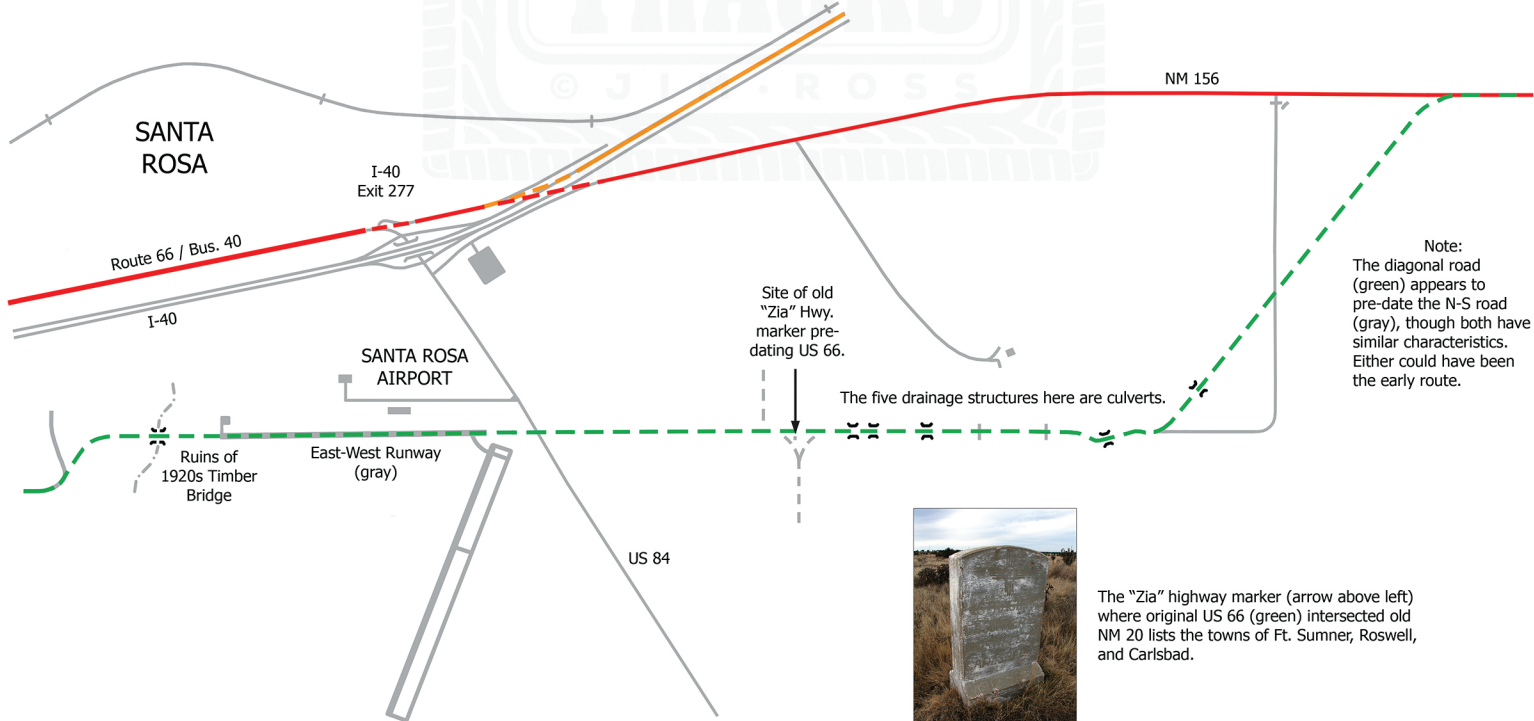 TRACKS
© JIM ROSS
NM 156
SANTA
ROSA
I-40
Exit 277
Route 66 / Bus. 40
I-40
Note:
The diagonal road
(green) appears to
pre-date the N-S road
(gray), though both have
similar characteristics.
Either could have been
the early route.
Site of old
“Zia” Hwy.
marker pre-
dating US 66.
SANTA ROSA
AIRPORT
The five drainage structures here are culverts.
Ruins of
1920s Timber
Bridge
East-West Runway
(gray)
US 84
The “Zia” highway marker (arrow above left)
where original US 66 (green) intersected old
NM 20 lists the towns of Ft. Sumner, Roswell,
and Carlsbad.